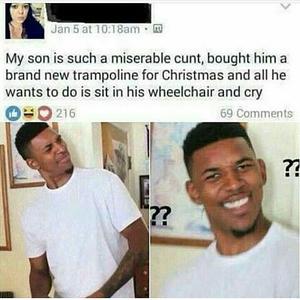 Jan 5 at 10:18am ·
My son is such a miserable cunt, bought him a
brand new trampoline for Christmas and all he
wants to do is sit in his wheelchair and cry
216 69 Comments
??
??